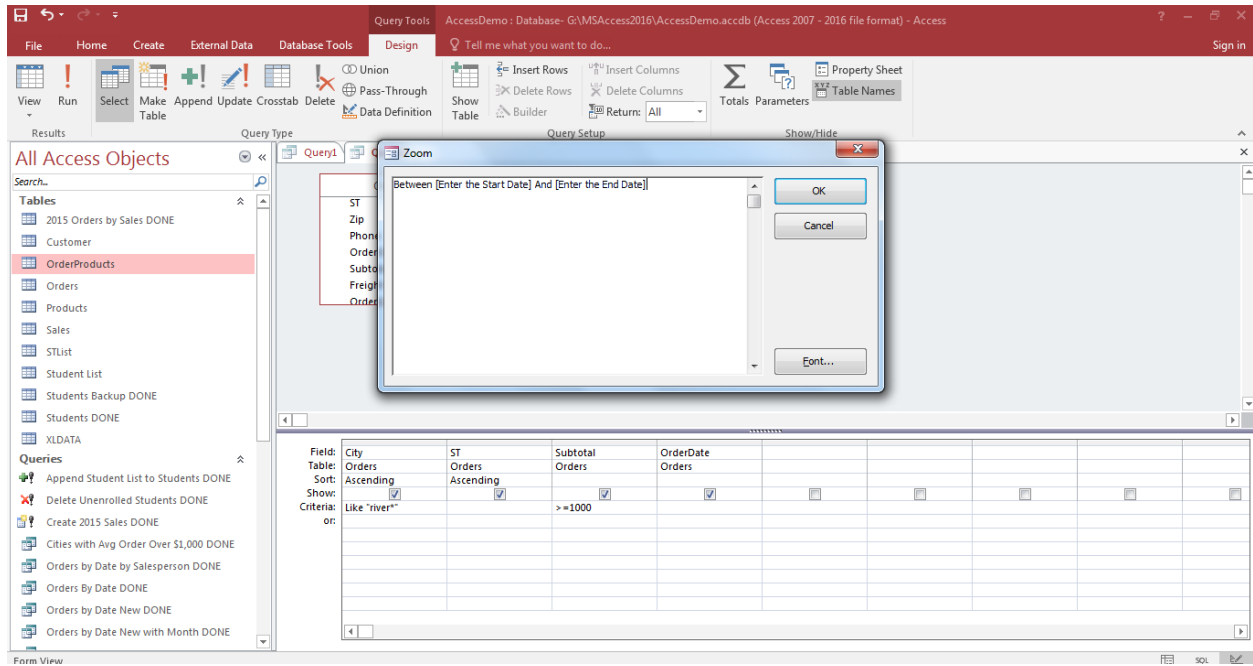 Query Tools AccessDemo : Database- G:\MSAccess2016\AccessDemo.accdb (Access 2007 - 2016 file format) - Access ?
File Home Create External Data Database Tools Design Tell me what you want to do... Sign in
View Run Select Make Table Append Update Crosstab Delete
Union
Pass-Through
Data Definition
Show Table
Insert Rows
Delete Rows
Builder
Insert Columns
Delete Columns
Return: All
Totals Parameters
Property Sheet
Table Names
Results Query Type Query Setup Show/Hide
All Access Objects
Search...
Tables
2015 Orders by Sales DONE
Customer
OrderProducts
Orders
Products
Sales
STList
Student List
Students Backup DONE
Students DONE
XLDATA
Queries
Append Student List to Students DONE
Delete Unenrolled Students DONE
Create 2015 Sales DONE
Cities with Avg Order Over $1,000 DONE
Orders by Date by Salesperson DONE
Orders By Date DONE
Orders by Date New DONE
Orders by Date New with Month DONE
Query1
ST
Zip
Phone
Order
Subto
Freigh
Order
Zoom
Between [Enter the Start Date] And [Enter the End Date]
OK
Cancel
Font...
Field: City ST Subtotal OrderDate
Table: Orders Orders Orders Orders
Sort: Ascending Ascending
Show:
Criteria: Like "river*" >=1000
or:
Form View SQL